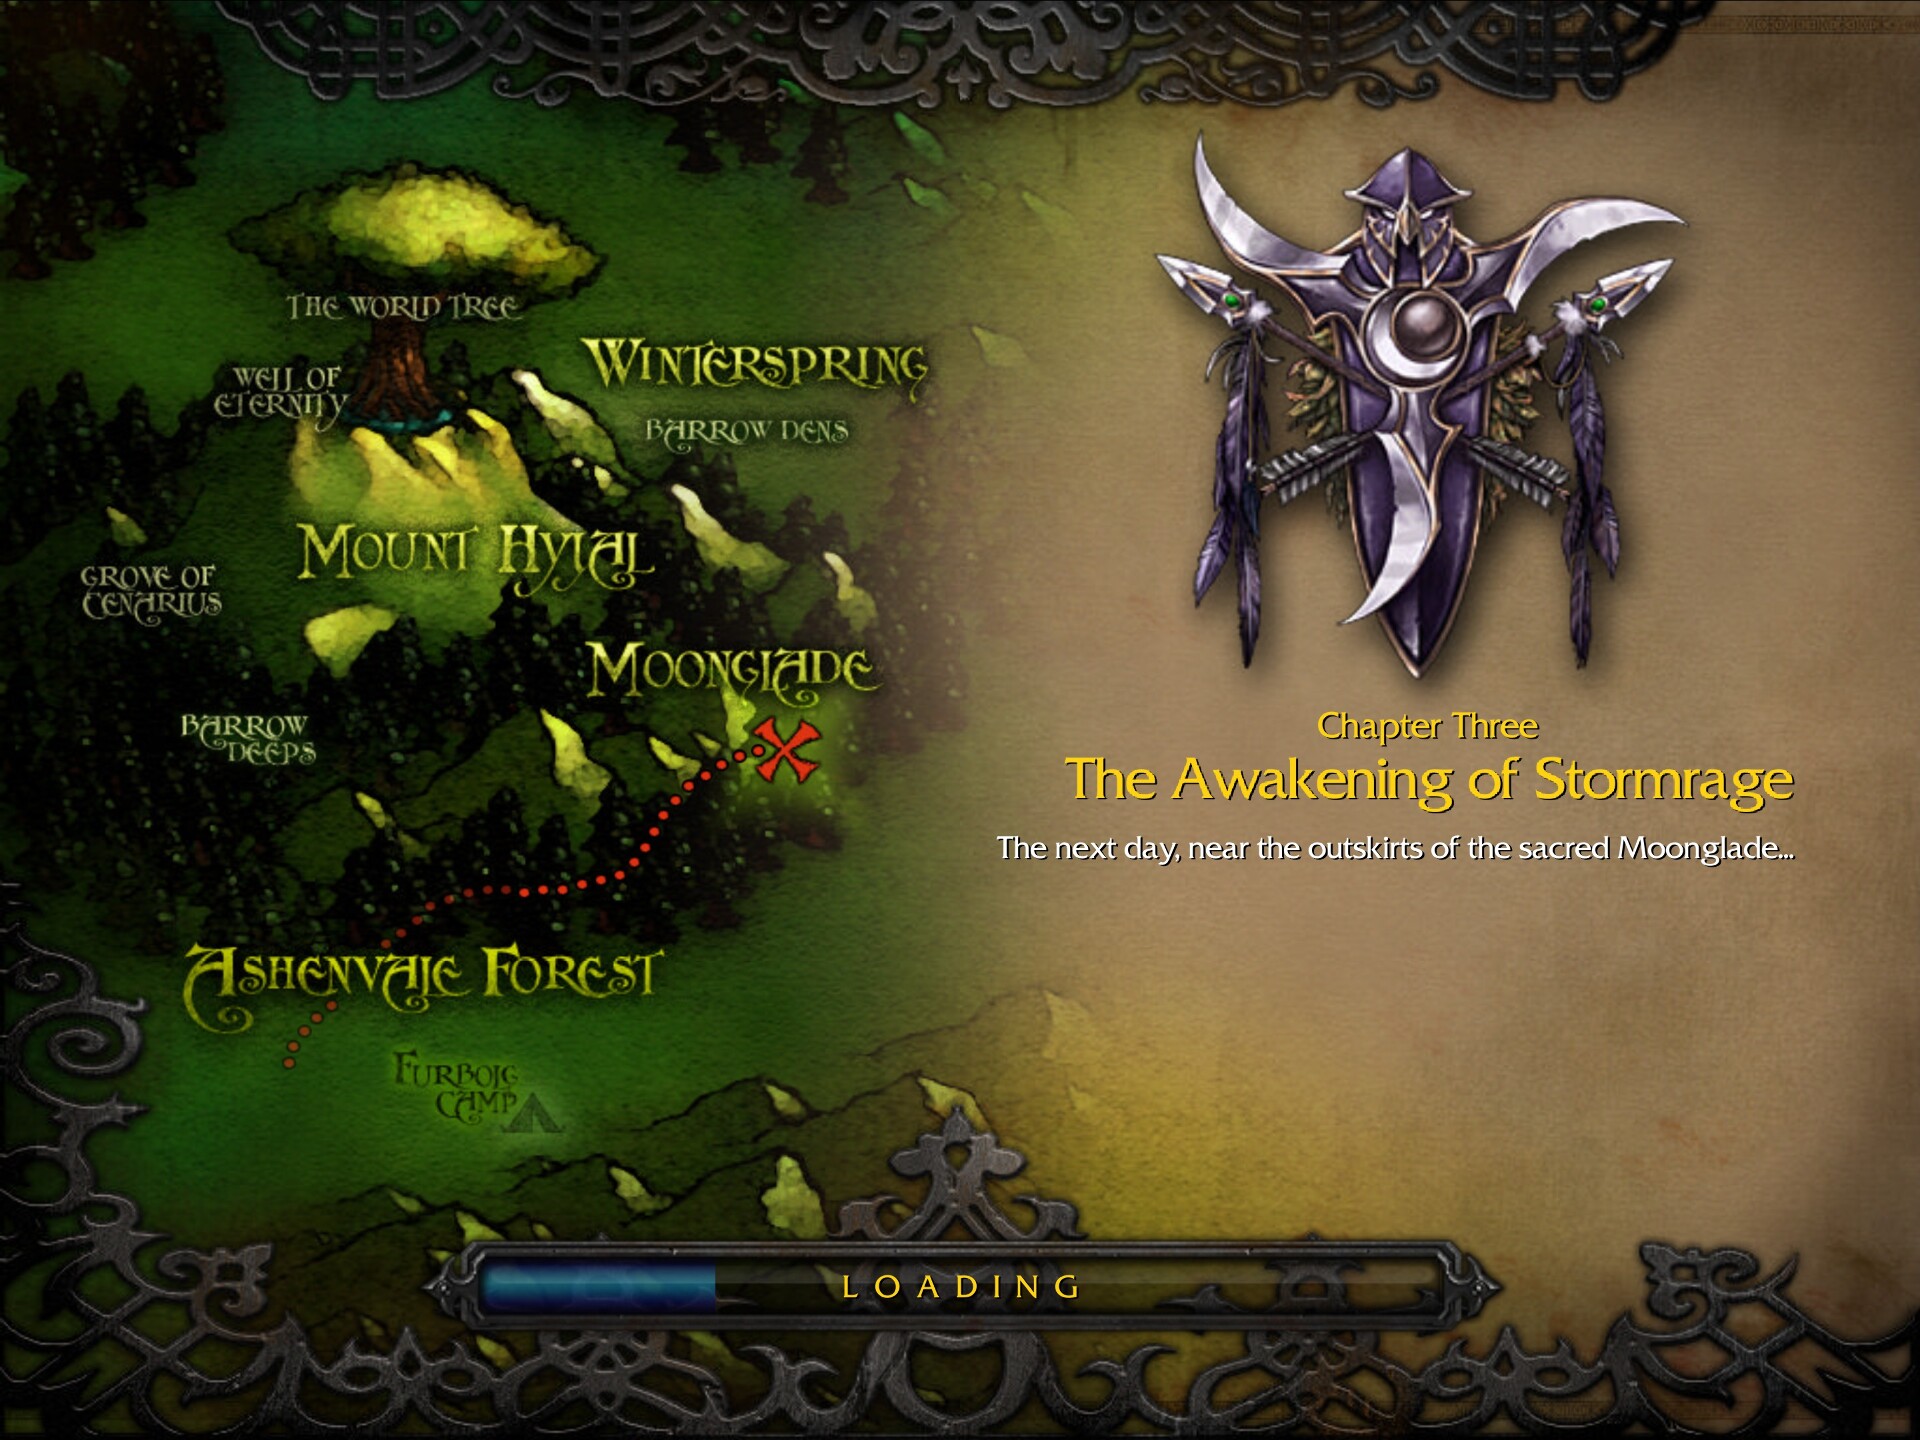 THE WORLD TREE
WELL OF
ETERNITY
WINTERSPRING
BARROW DENS
MOUNT HYJAL
GROVE OF
CENARIUS
MOONGLADE
BARROW
DEEPS
ASHENVALE FOREST
FURBOLG
CAMP
Chapter Three
The Awakening of Stormrage
The next day, near the outskirts of the sacred Moonglade...
LOADING